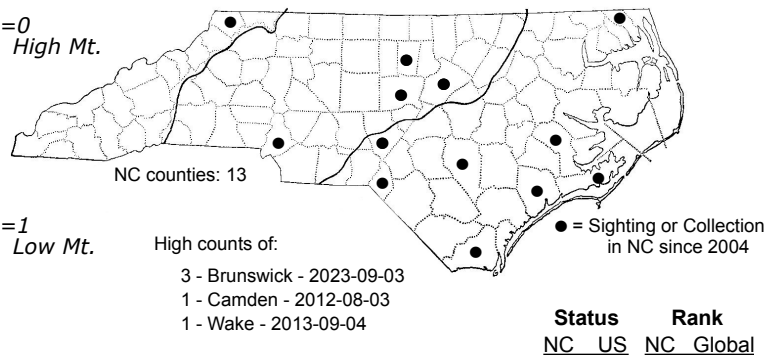 =0
High Mt.
NC counties: 13
=1
Low Mt.
High counts of:
3 - Brunswick - 2023-09-03
1 - Camden - 2012-08-03
1 - Wake - 2013-09-04
● = Sighting or Collection
in NC since 2004
Status Rank
NC US NC Global